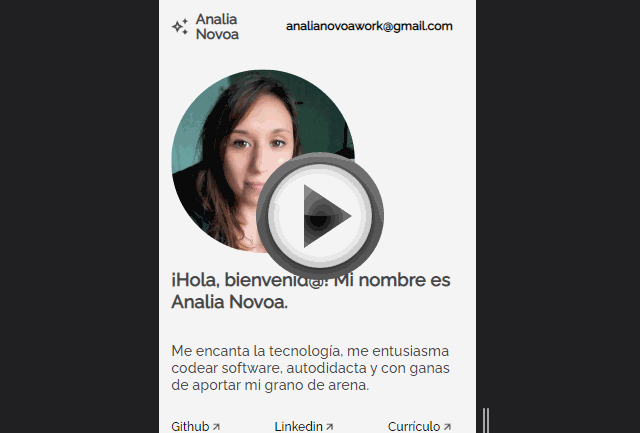 Analia
Novoa
analianovoawork@gmail.com
¡Hola, bienvenid@! Mi nombre es
Analia Novoa.
Me encanta la tecnología, me entusiasma
codear software, autodidacta y con ganas
de aportar mi grano de arena.
Github ↗ Linkedin ↗ Currículo ↗